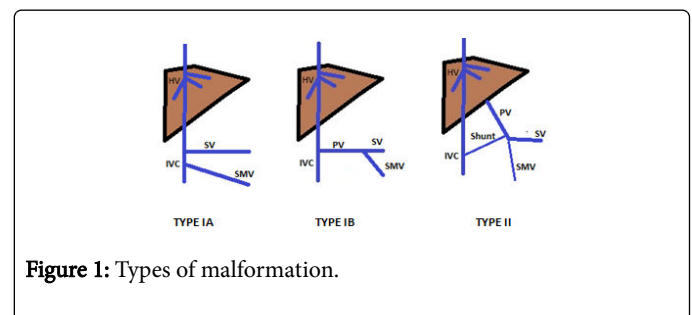 HV HV HV
PV
SV PV SV Shunt SV
IVC SMV IVC SMV IVC SMV
TYPE IA TYPE IB TYPE II
Figure 1: Types of malformation.